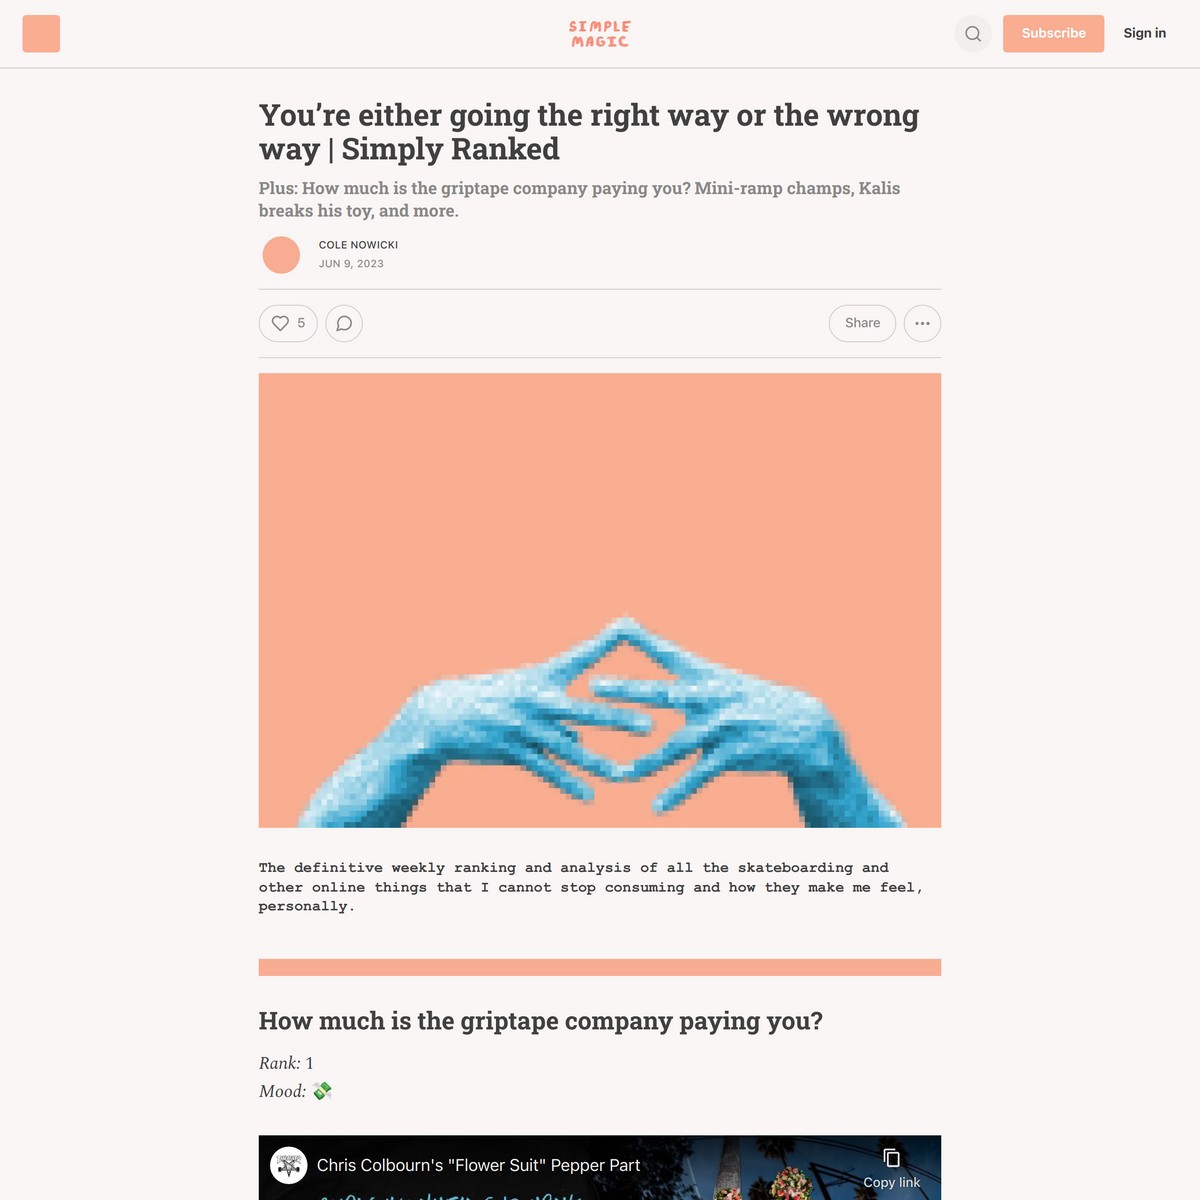 SIMPLE
MAGIC
Subscribe
Sign in
You’re either going the right way or the wrong
way | Simply Ranked
Plus: How much is the griptape company paying you? Mini-ramp champs, Kalis
breaks his toy, and more.
COLE NOWICKI
JUN 9, 2023
5
Share
The definitive weekly ranking and analysis of all the skateboarding and
other online things that I cannot stop consuming and how they make me feel,
personally.
How much is the griptape company paying you?
Rank: 1
Mood: 💸
Chris Colbourn's "Flower Suit" Pepper Part
Copy link